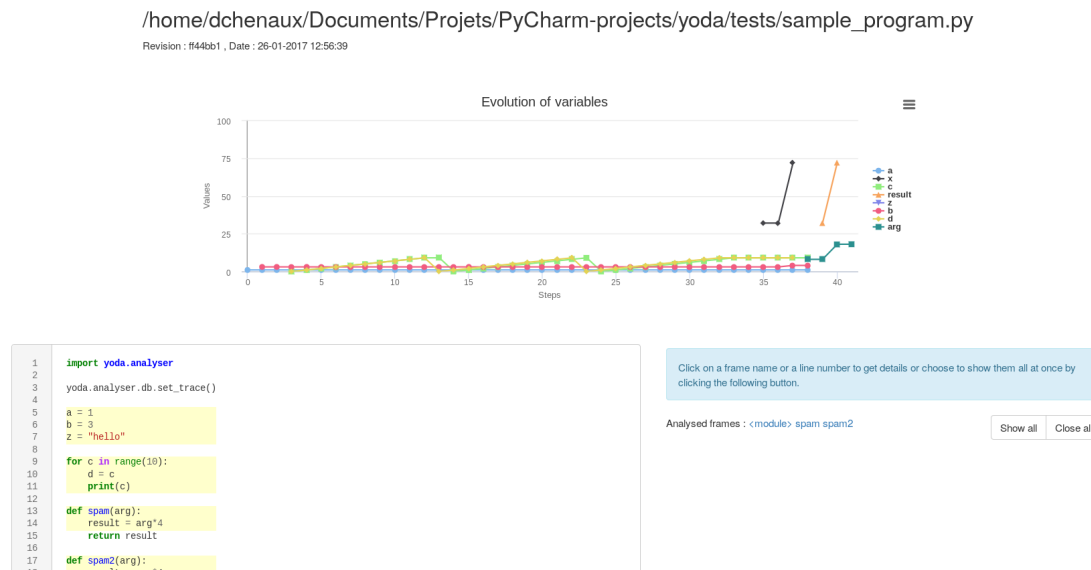 /home/dchenaux/Documents/Projets/PyCharm-projects/yoda/tests/sample_program.py
Revision : ff44bb1 , Date : 26-01-2017 12:56:39
Evolution of variables
100
75
50
25
0
Values
0 5 10 15 20 25 30 35 40
Steps
a
x
c
result
z
b
d
arg
1 import yoda.analyser
2
3 yoda.analyser.db.set_trace()
4
5 a = 1
6 b = 3
7 z = "hello"
8
9 for c in range(10):
10 d = c
11 print(c)
12
13 def spam(arg):
14 result = arg*4
15 return result
16
17 def spam2(arg):
Click on a frame name or a line number to get details or choose to show them all at once by
clicking the following button.
Analysed frames : <module> spam spam2
Show all Close al